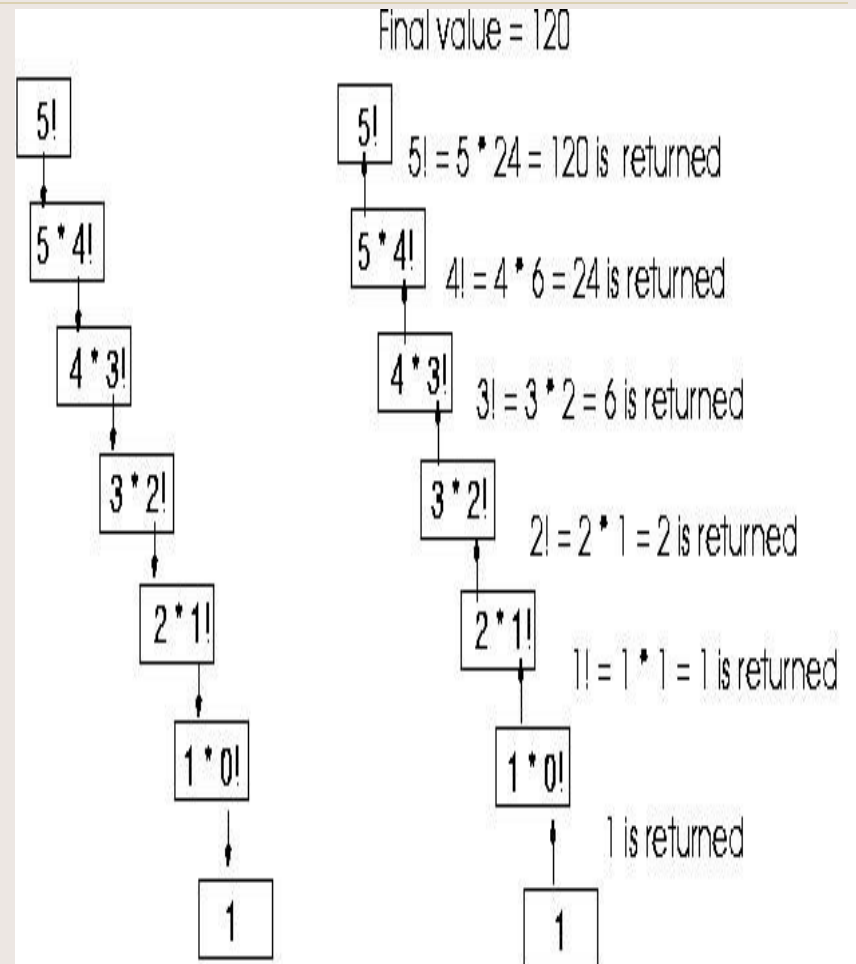 Final value = 120
5!
5 * 4!
4 * 3!
3 * 2!
2 * 1!
1 * 0!
1
5!
5! = 5 * 24 = 120 is returned
5 * 4!
4! = 4 * 6 = 24 is returned
4 * 3!
3! = 3 * 2 = 6 is returned
3 * 2!
2! = 2 * 1 = 2 is returned
2 * 1!
1! = 1 * 1 = 1 is returned
1 * 0!
1 is returned
1